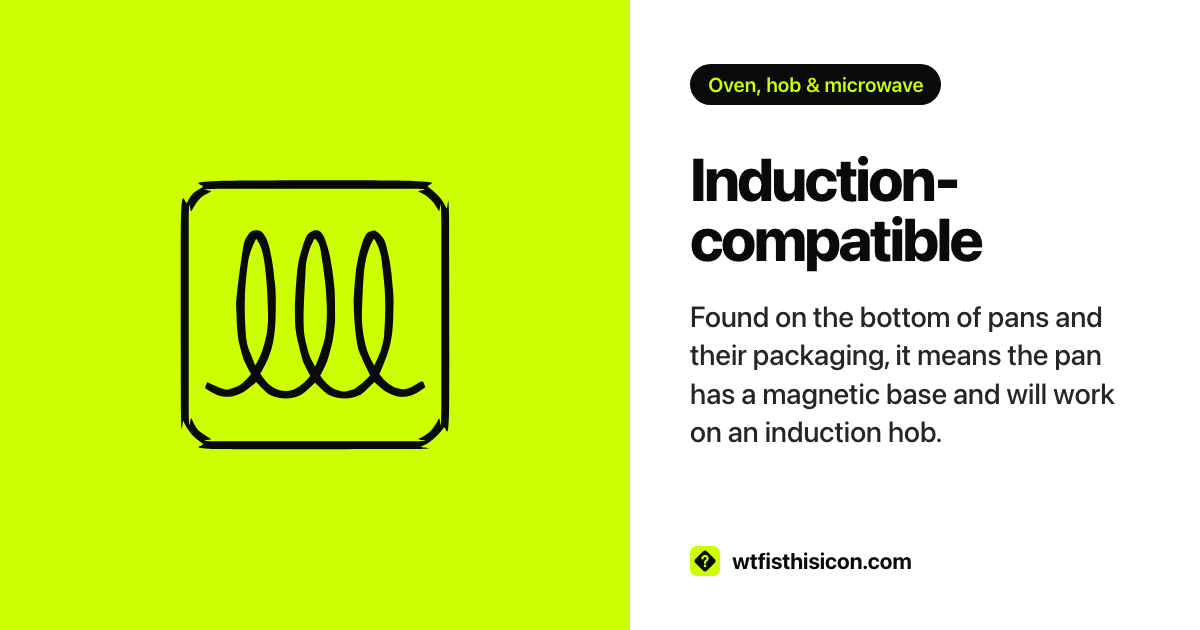 Oven, hob & microwave
Induction-
compatible
Found on the bottom of pans and
their packaging, it means the pan
has a magnetic base and will work
on an induction hob.
?
wtfisthisicon.com